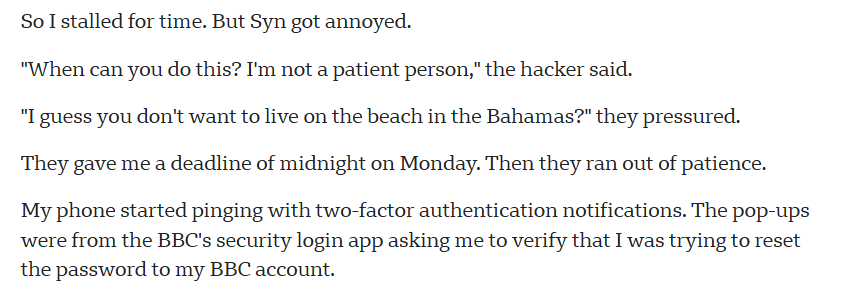 So I stalled for time. But Syn got annoyed.
"When can you do this? I'm not a patient person," the hacker said.
"I guess you don't want to live on the beach in the Bahamas?" they pressured.
They gave me a deadline of midnight on Monday. Then they ran out of patience.
My phone started pinging with two-factor authentication notifications. The pop-ups
were from the BBC's security login app asking me to verify that I was trying to reset
the password to my BBC account.